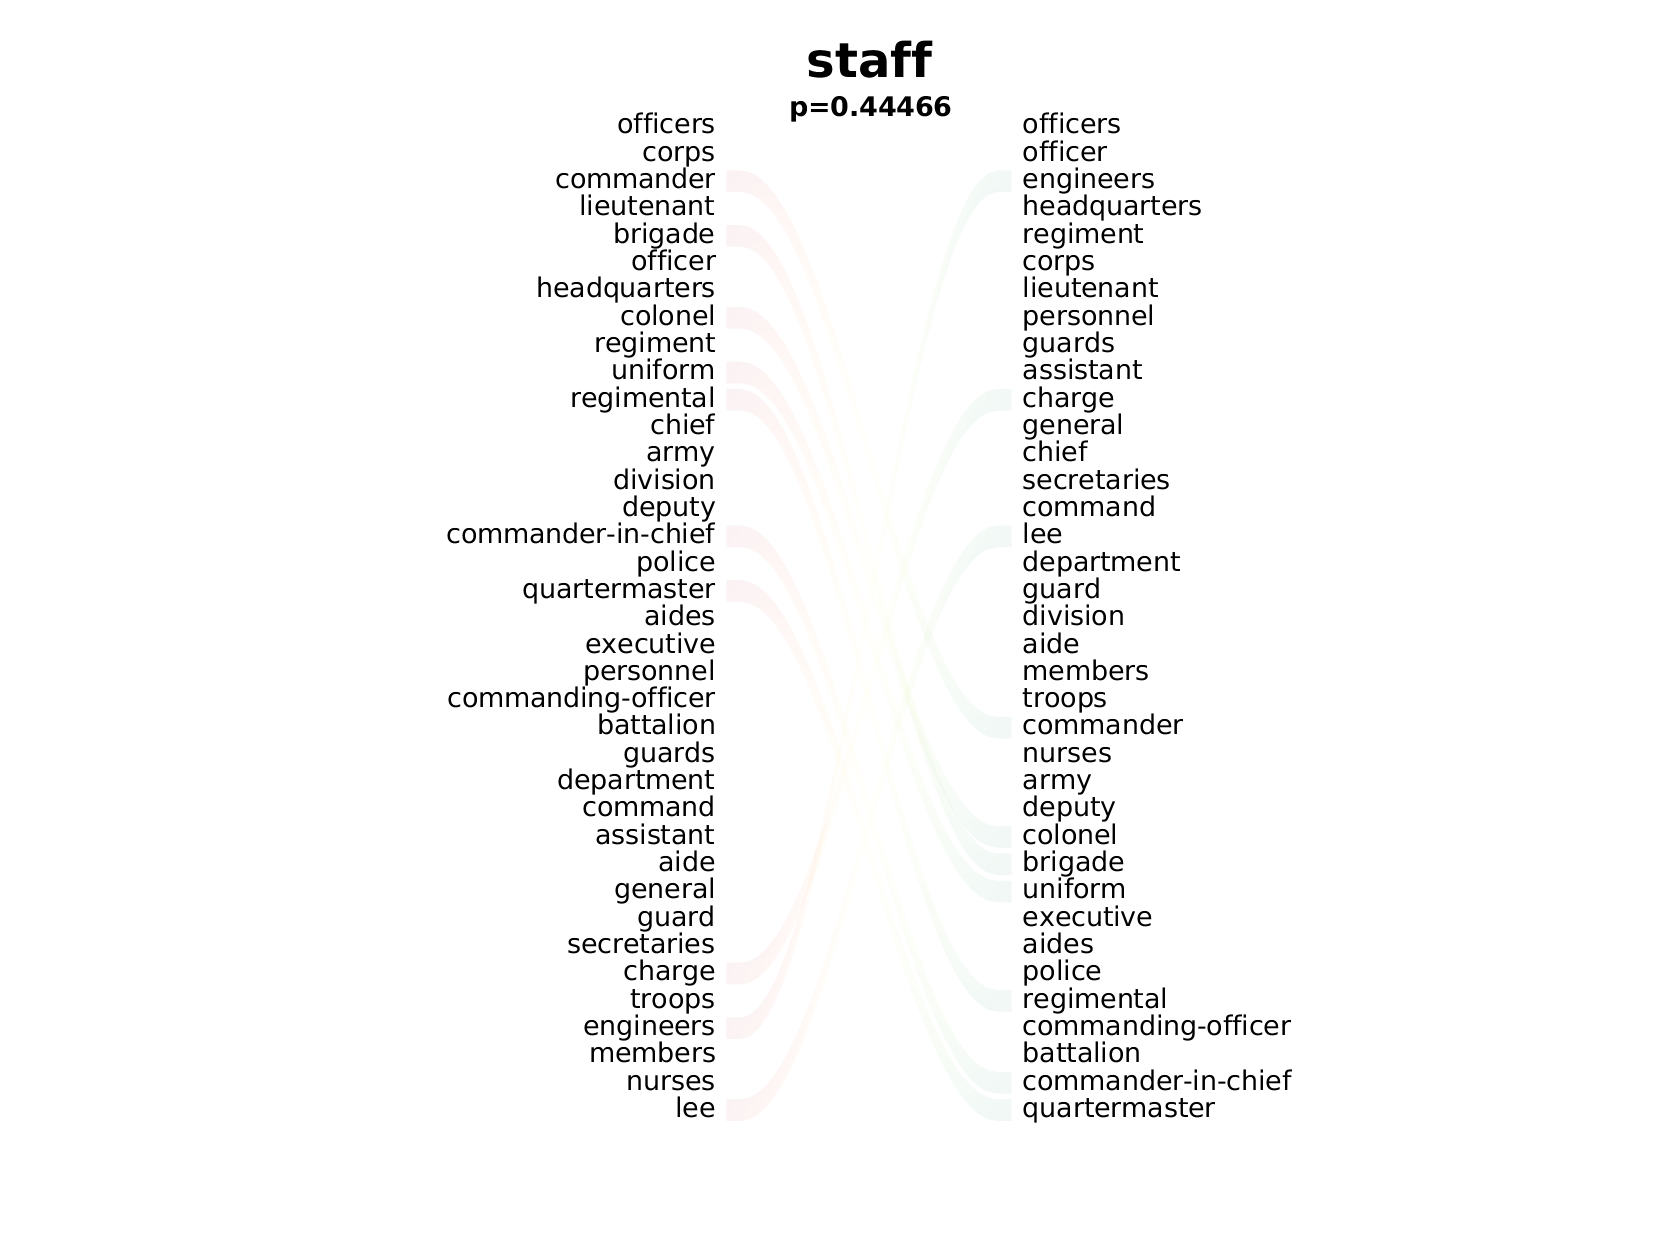 staff
p=0.44466
officers
corps
commander
lieutenant
brigade
officer
headquarters
colonel
regiment
uniform
regimental
chief
army
division
deputy
commander-in-chief
police
quartermaster
aides
executive
personnel
commanding-officer
battalion
guards
department
command
assistant
aide
general
guard
secretaries
charge
troops
engineers
members
nurses
lee
officers
officer
engineers
headquarters
regiment
corps
lieutenant
personnel
guards
assistant
charge
general
chief
secretaries
command
lee
department
guard
division
aide
members
troops
commander
nurses
army
deputy
colonel
brigade
uniform
executive
aides
police
regimental
commanding-officer
battalion
commander-in-chief
quartermaster